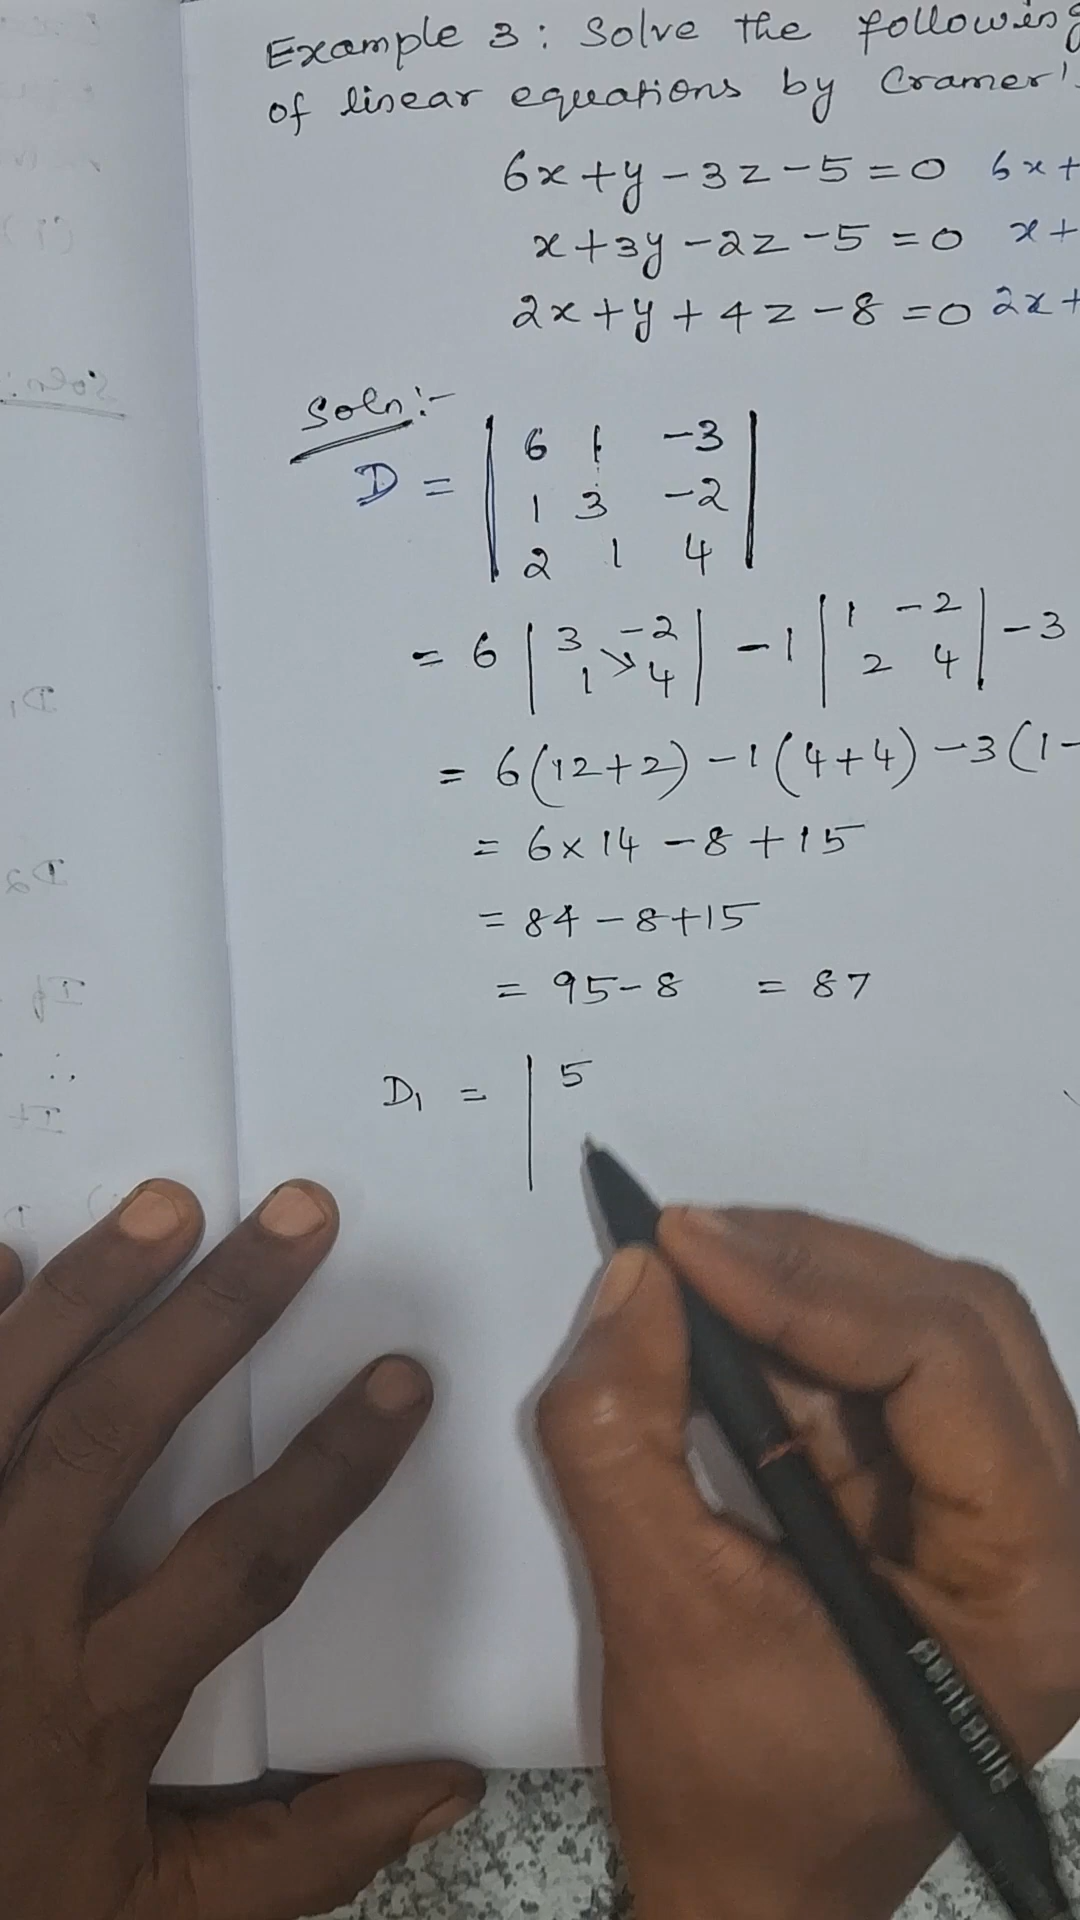 Example 3: Solve the following
of linear equations by Cramer's
6x + y - 3z - 5 = 0 6x +
x + 3y - 2z - 5 = 0 x +
2x + y + 4z - 8 = 0 2x +
Soln:-
D = | 6 1 -3 |
| 1 3 -2 |
| 2 1 4 |
= 6 | 3 -2 | - 1 | 1 -2 | - 3
| 1 4 | | 2 4 |
= 6(12+2) - 1(4+4) - 3(1-
= 6 × 14 - 8 + 15
= 84 - 8 + 15
= 95 - 8 = 87
D₁ = | 5